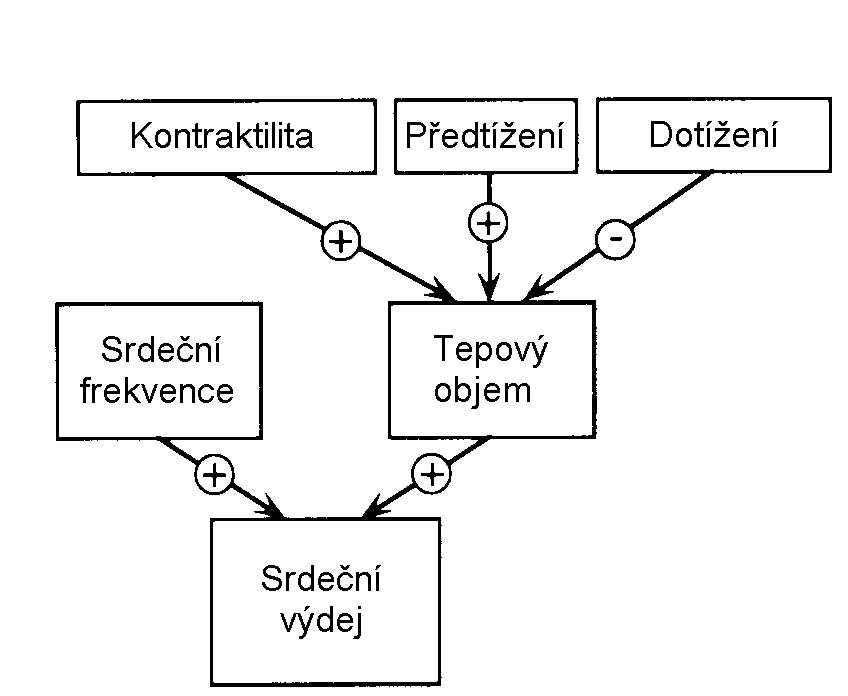 Kontraktilita
Předtížení
Dotížení
+
+
-
Srdeční
frekvence
Tepový
objem
+
+
Srdeční
výdej